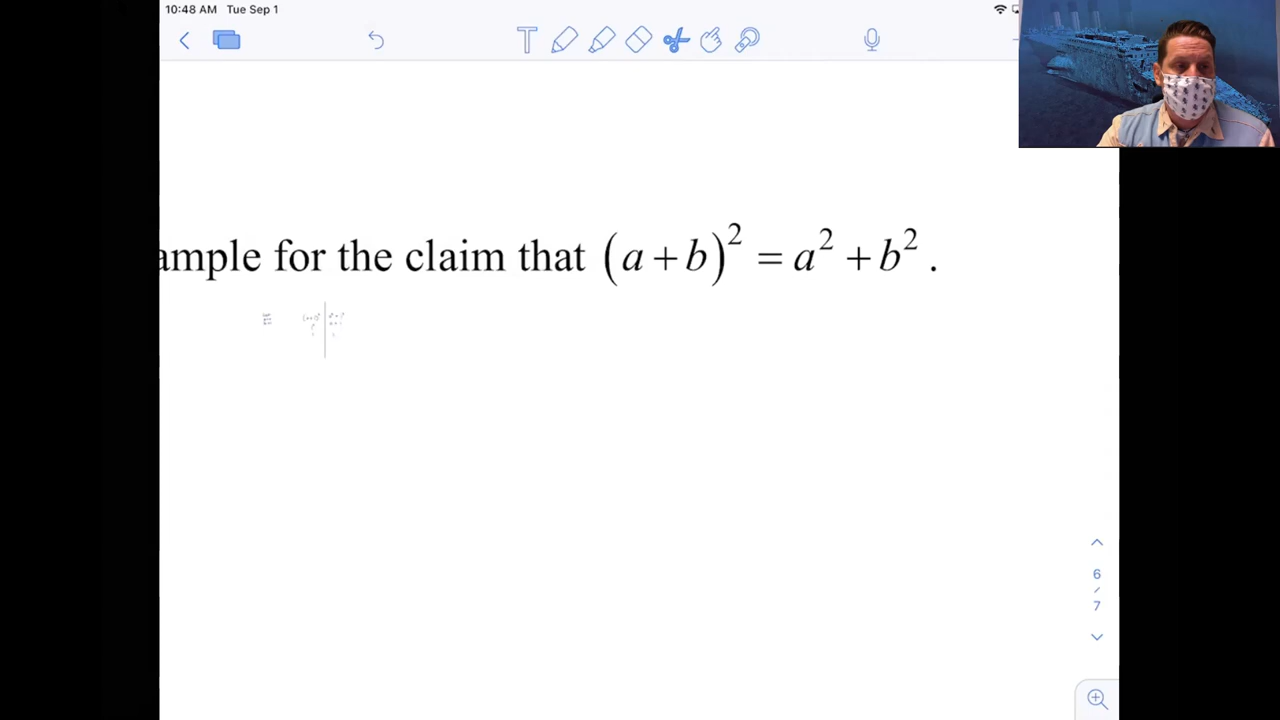 10:48 AM Tue Sep 1
ample for the claim that (a+b)² = a² + b².
6
/
7